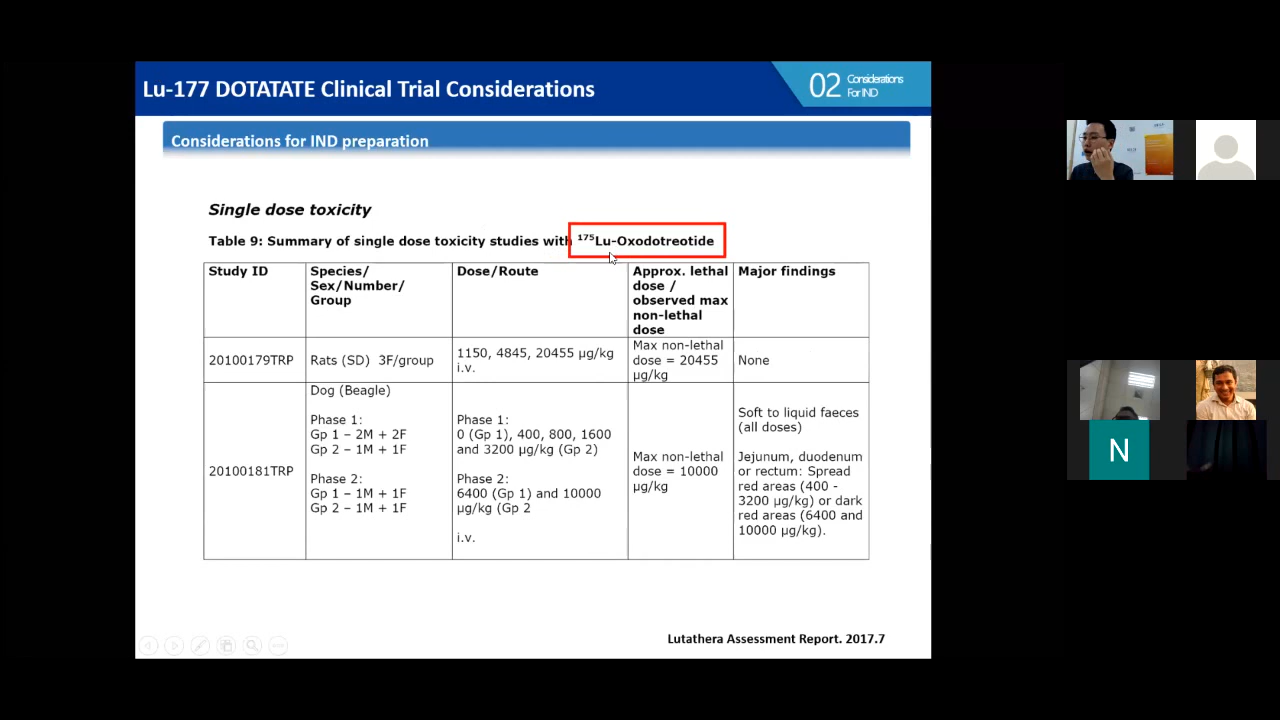 Lu-177 DOTATATE Clinical Trial Considerations
02
Considerations
For IND
Considerations for IND preparation
Single dose toxicity
Table 9: Summary of single dose toxicity studies with ¹⁷⁵Lu-Oxodotreotide
Study ID
Species/
Sex/Number/
Group
Dose/Route
Approx. lethal
dose /
observed max
non-lethal
dose
Major findings
20100179TRP
Rats (SD) 3F/group
1150, 4845, 20455 µg/kg
i.v.
Max non-lethal
dose = 20455
µg/kg
None
20100181TRP
Dog (Beagle)
Phase 1:
Gp 1 – 2M + 2F
Gp 2 – 1M + 1F
Phase 2:
Gp 1 – 1M + 1F
Gp 2 – 1M + 1F
Phase 1:
0 (Gp 1), 400, 800, 1600
and 3200 µg/kg (Gp 2)
Phase 2:
6400 (Gp 1) and 10000
µg/kg (Gp 2
i.v.
Max non-lethal
dose = 10000
µg/kg
Soft to liquid faeces
(all doses)
Jejunum, duodenum
or rectum: Spread
red areas (400 -
3200 µg/kg) or dark
red areas (6400 and
10000 µg/kg).
Lutathera Assessment Report. 2017.7
N